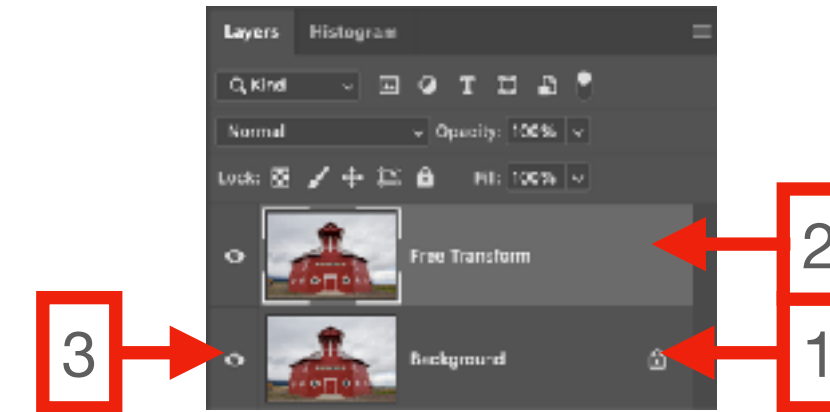 Layers Histogram
Q Kind T
Normal Opacity: 100%
Lock: Fill: 100%
2
Free Transform
3
Background
1